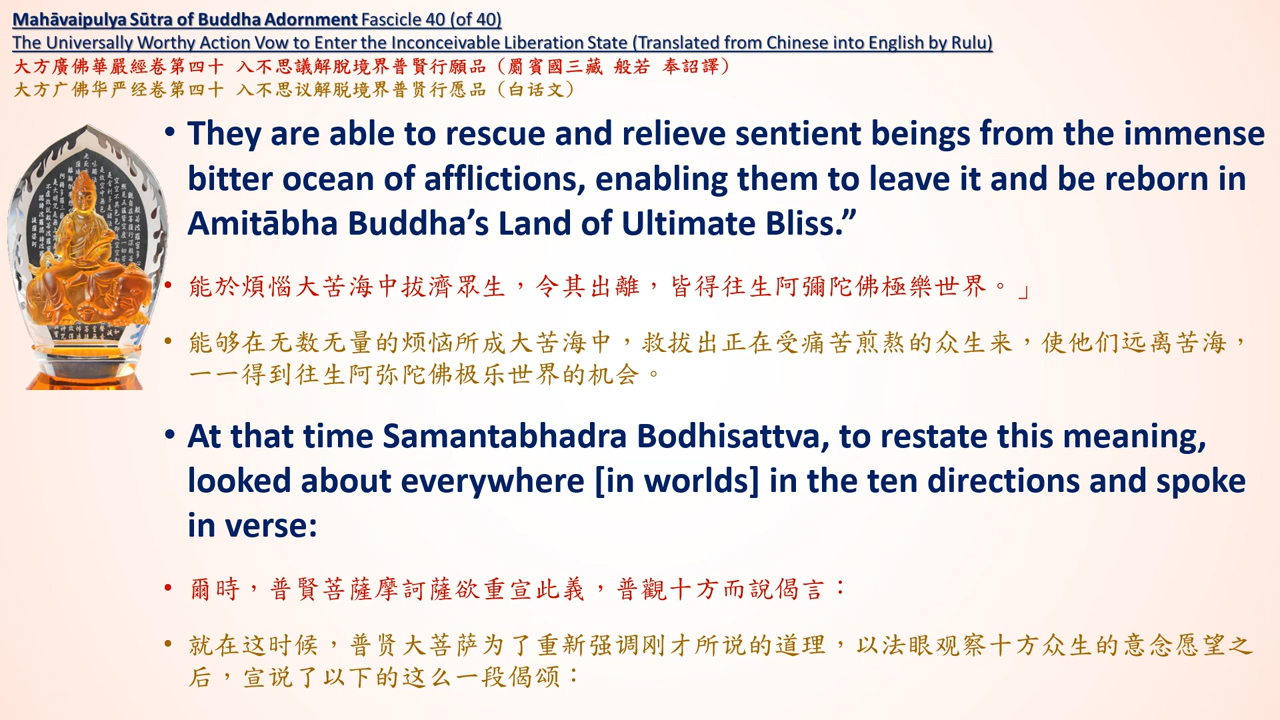 Mahāvaipulya Sūtra of Buddha Adornment Fascicle 40 (of 40)
The Universally Worthy Action Vow to Enter the Inconceivable Liberation State (Translated from Chinese into English by Rulu)
大方廣佛華嚴經卷第四十 入不思議解脫境界普賢行願品（罽賓國三藏 般若 奉詔譯）
大方广佛华严经卷第四十 入不思议解脱境界普贤行愿品（白话文）
• They are able to rescue and relieve sentient beings from the immense
bitter ocean of afflictions, enabling them to leave it and be reborn in
Amitābha Buddha’s Land of Ultimate Bliss.”
• 能於煩惱大苦海中拔濟眾生，令其出離，皆得往生阿彌陀佛極樂世界。」
• 能够在无数无量的烦恼所成大苦海中，救拔出正在受痛苦煎熬的众生来，使他们远离苦海，
一一得到往生阿弥陀佛极乐世界的机会。
• At that time Samantabhadra Bodhisattva, to restate this meaning,
looked about everywhere [in worlds] in the ten directions and spoke
in verse:
• 爾時，普賢菩薩摩訶薩欲重宣此義，普觀十方而說偈言：
• 就在这时候，普贤大菩萨为了重新强调刚才所说的道理，以法眼观察十方众生的意念愿望之
后，宣说了以下的这么一段偈颂：